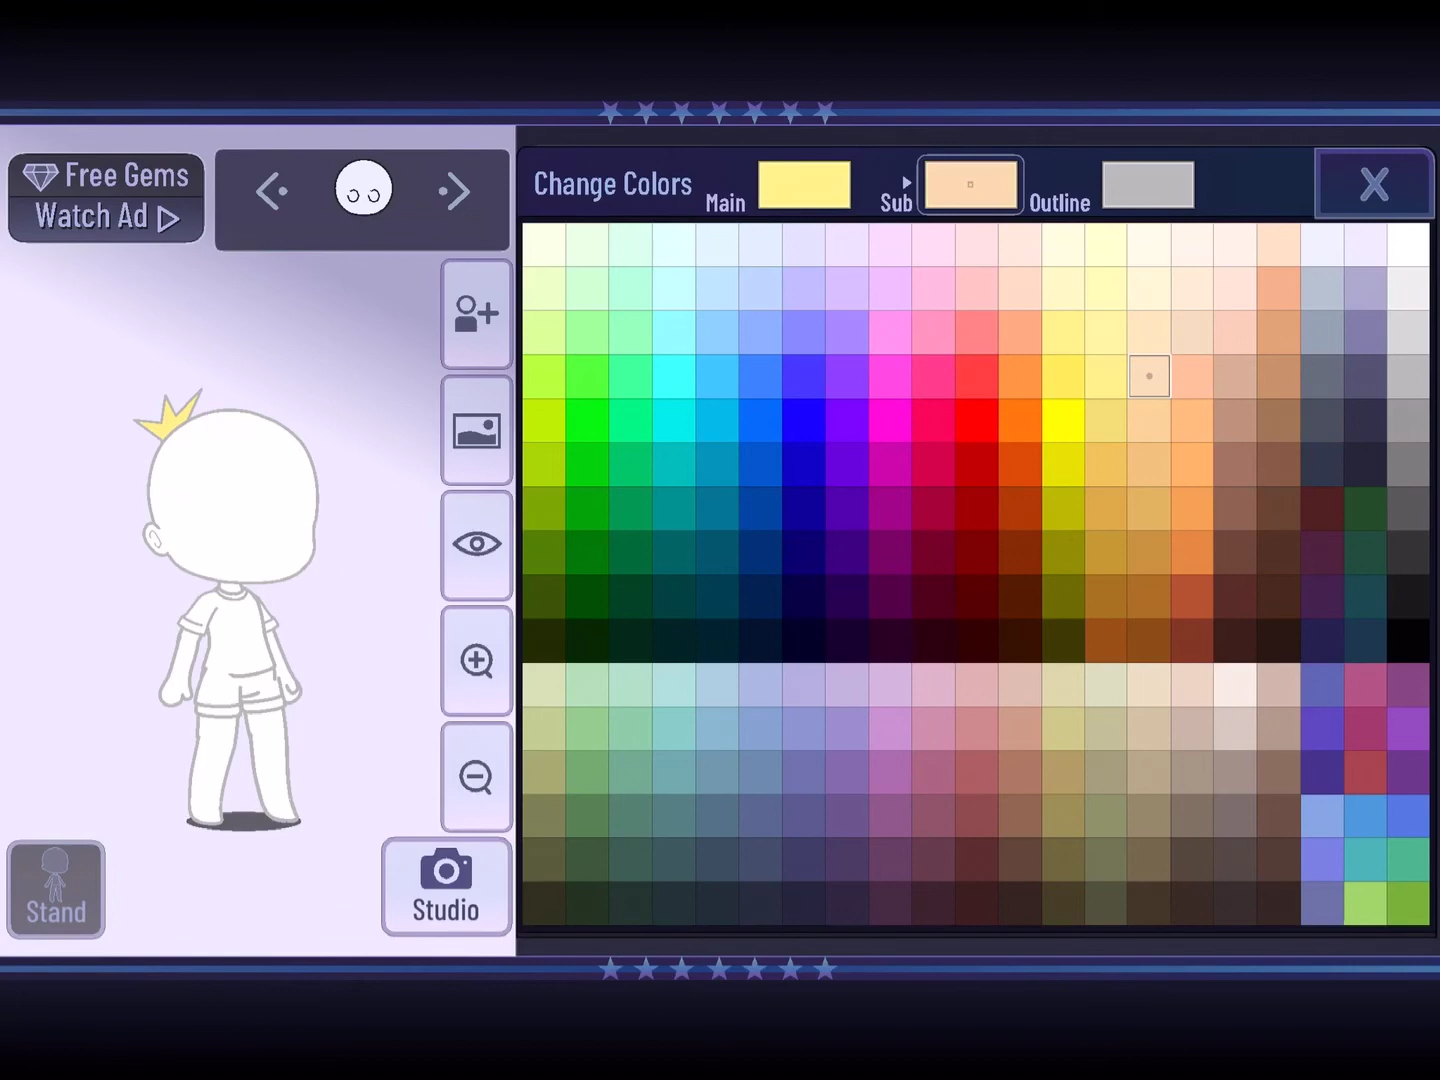 Free Gems
Watch Ad
Change Colors
Main
Sub
Outline
X
Stand
Studio